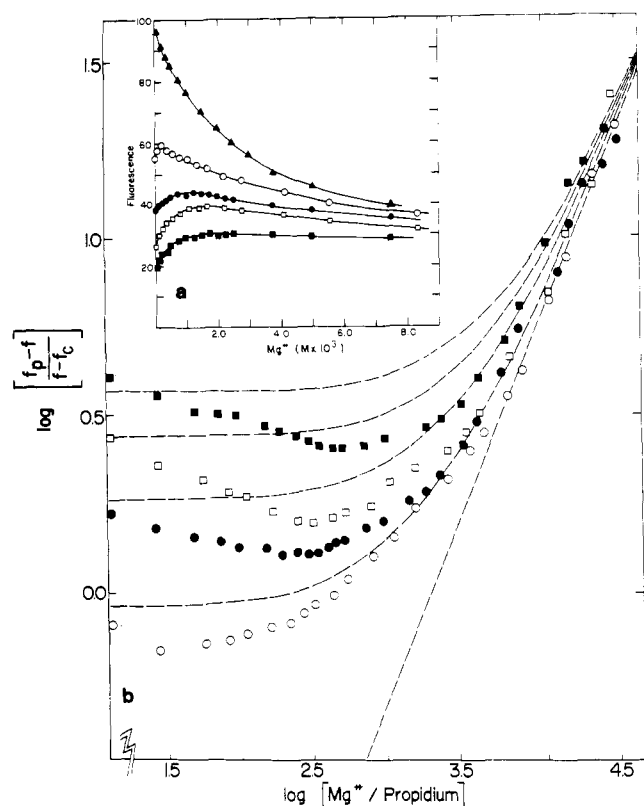 100
80
60
40
20
Fluorescence
a
2.0
4.0
6.0
8.0
Mg⁺⁺ (M×10³)
1.5
1.0
0.5
0.0
log [ fp-f / f-fc ]
b
1.5
2.5
3.5
4.5
log [Mg⁺⁺ / Propidium]